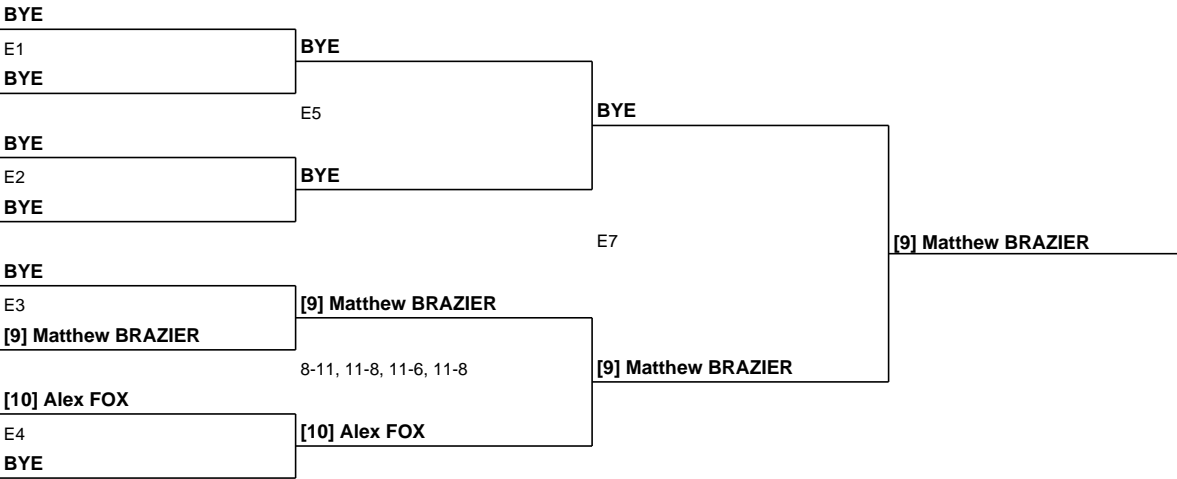 BYE
E1
BYE
BYE
E2
BYE
BYE
E3
[9] Matthew BRAZIER
[10] Alex FOX
E4
BYE
BYE
E5
BYE
[9] Matthew BRAZIER
8-11, 11-8, 11-6, 11-8
[10] Alex FOX
BYE
E7
[9] Matthew BRAZIER
[9] Matthew BRAZIER